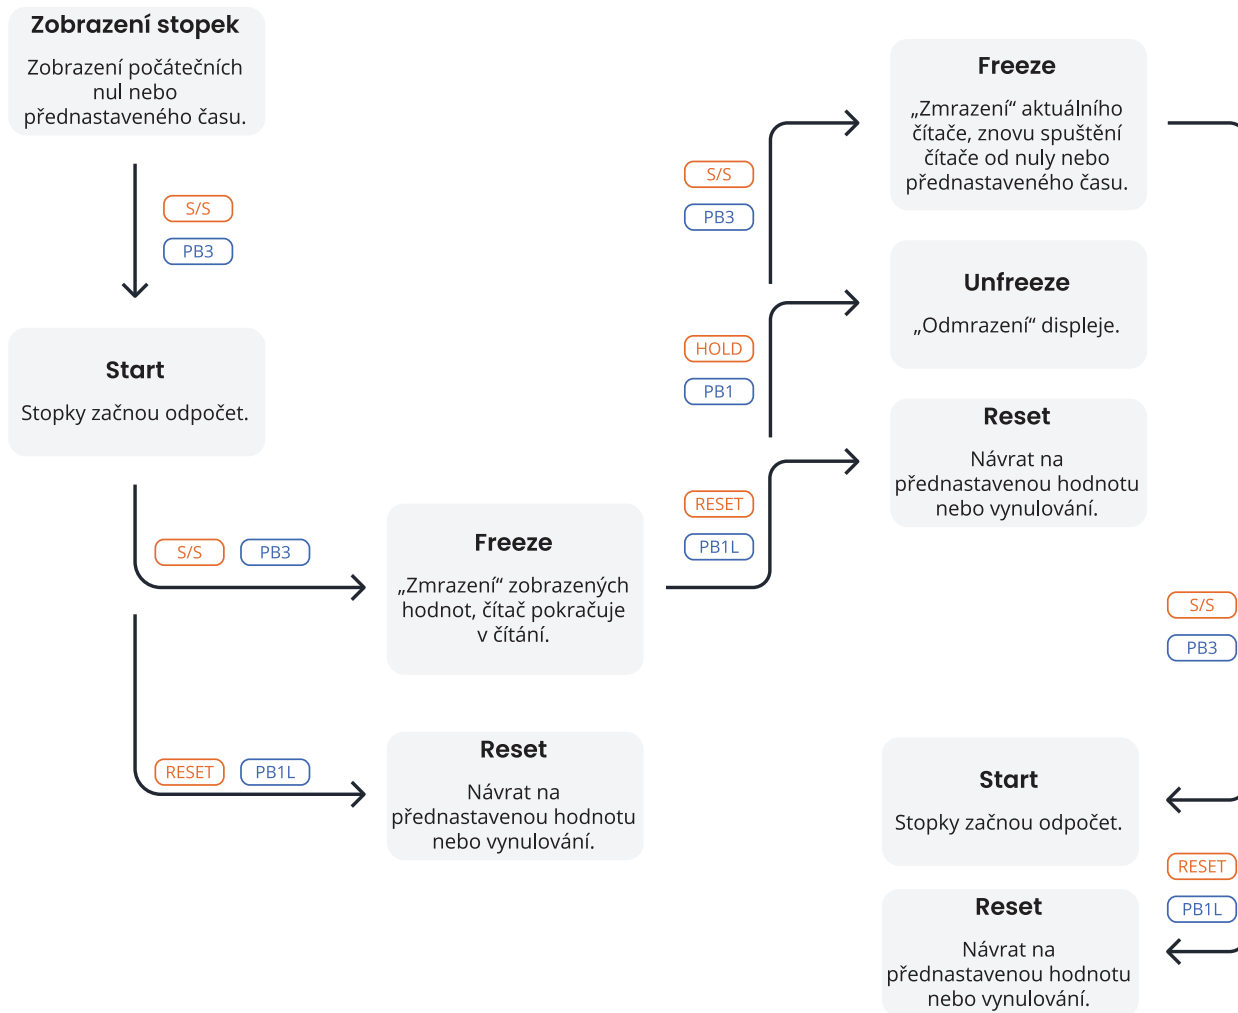 Zobrazení stopek
Zobrazení počátečních
nul nebo
přednastaveného času.
S/S
PB3
Start
Stopky začnou odpočet.
S/S PB3
Freeze
„Zmrazení“ zobrazených
hodnot, čítač pokračuje
v čítání.
RESET PB1L
Reset
Návrat na
přednastavenou hodnotu
nebo vynulování.
S/S
PB3
Freeze
„Zmrazení“ aktuálního
čítače, znovu spuštění
čítače od nuly nebo
přednastaveného času.
HOLD
PB1
Unfreeze
„Odmrazení“ displeje.
RESET
PB1L
Reset
Návrat na
přednastavenou hodnotu
nebo vynulování.
S/S
PB3
Start
Stopky začnou odpočet.
RESET
PB1L
Reset
Návrat na
přednastavenou hodnotu
nebo vynulování.